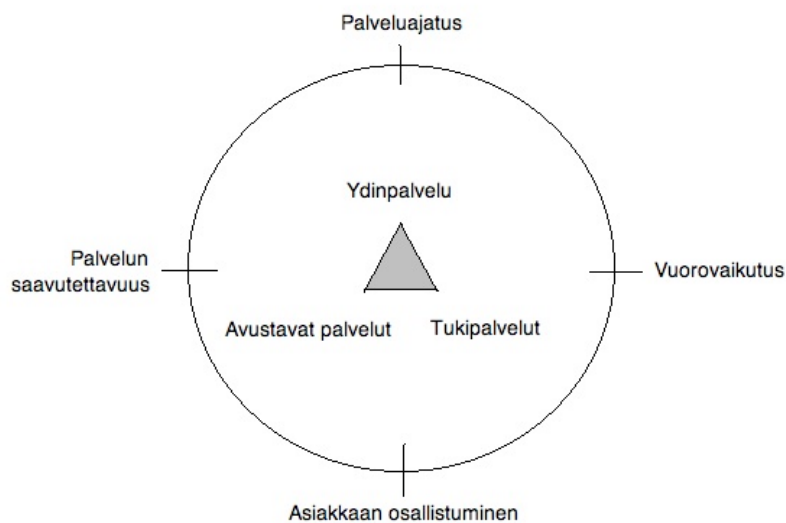 Palveluajatus
Ydinpalvelu
Palvelun
saavutettavuus
Vuorovaikutus
Avustavat palvelut
Tukipalvelut
Asiakkaan osallistuminen